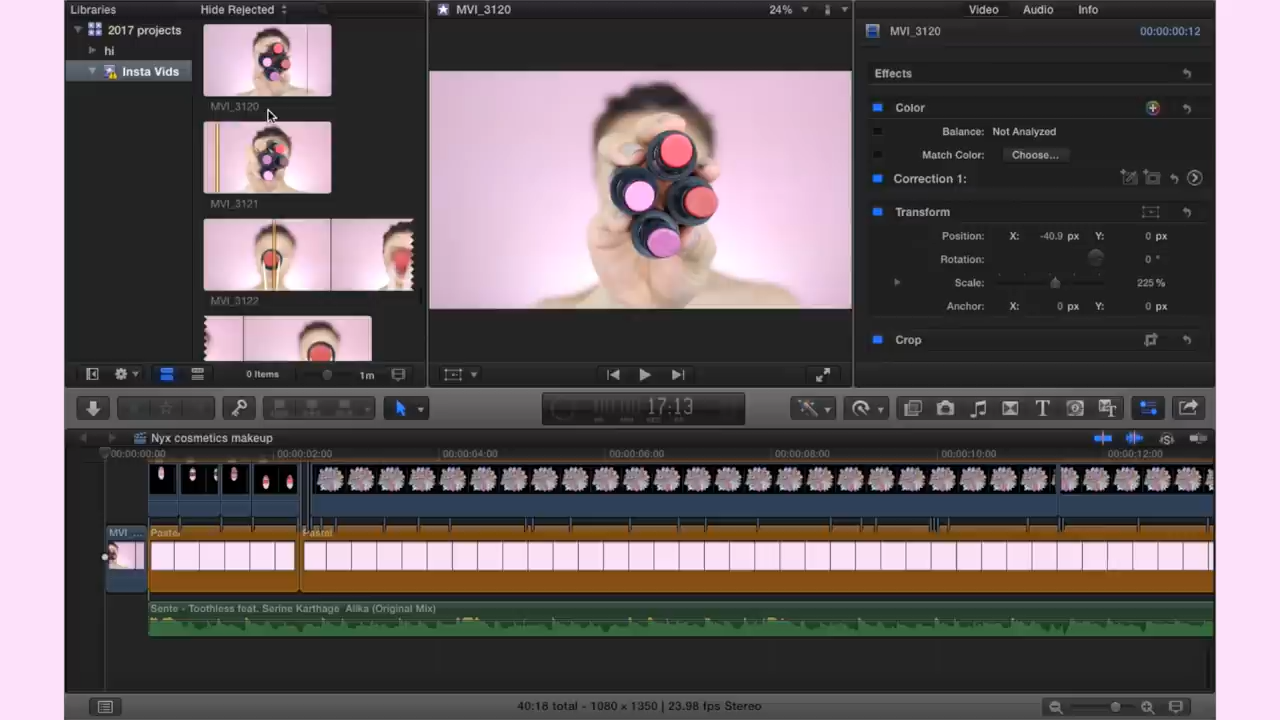 Libraries
Hide Rejected
MVI_3120
24%
Video
Audio
Info
2017 projects
hi
Insta Vids
MVI_3120
MVI_3121
MVI_3122
0 Items
1m
MVI_3120
00:00:00:12
Effects
Color
Balance: Not Analyzed
Match Color: Choose...
Correction 1:
Transform
Position: X: -40.9 px Y: 0 px
Rotation: 0 °
Scale: 225 %
Anchor: X: 0 px Y: 0 px
Crop
17:13
T
Nyx cosmetics makeup
00:00:00:00
00:00:02:00
00:00:04:00
00:00:06:00
00:00:08:00
00:00:10:00
00:00:12:00
MVI_...
Pastel
Pastel
Sente - Toothless feat. Serine Karthage Alika (Original Mix)
40:18 total - 1080 x 1350 | 23.98 fps Stereo